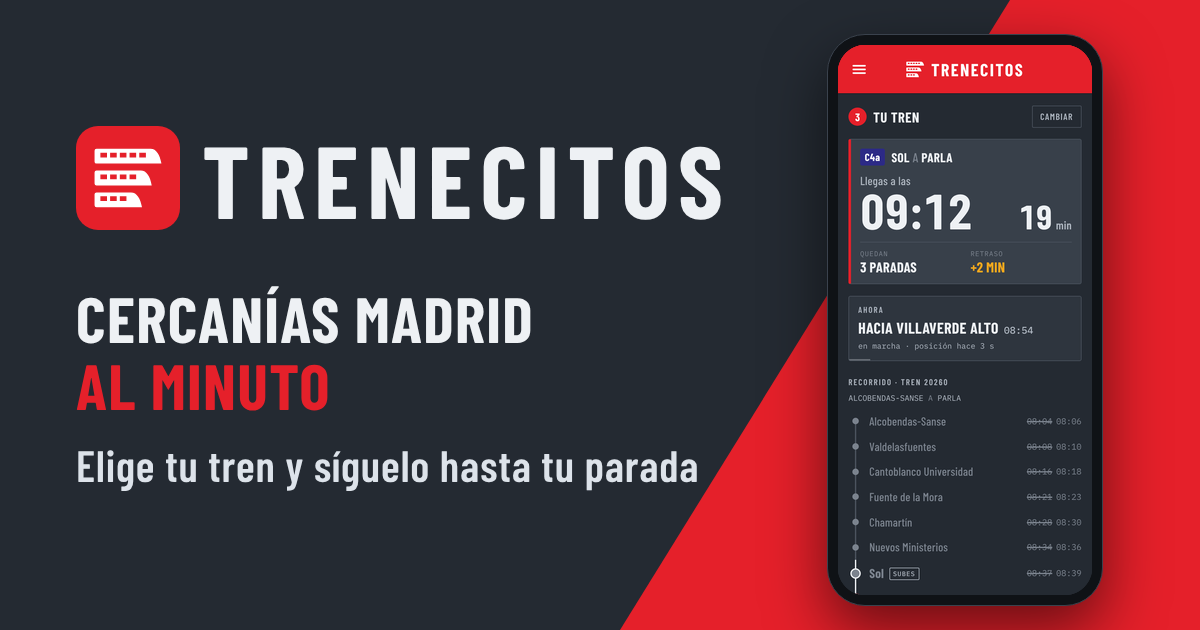 TRENECITOS
CERCANÍAS MADRID
AL MINUTO
Elige tu tren y síguelo hasta tu parada
TRENECITOS
3 TU TREN CAMBIAR
C4a SOL A PARLA
Llegas a las
09:12 19 min
QUEDAN RETRASO
3 PARADAS +2 MIN
AHORA
HACIA VILLAVERDE ALTO 08:54
en marcha · posición hace 3 s
RECORRIDO · TREN 20260
ALCOBENDAS-SANSE A PARLA
Alcobendas-Sanse 08:04 08:06
Valdelasfuentes 08:08 08:10
Cantoblanco Universidad 08:16 08:18
Fuente de la Mora 08:21 08:23
Chamartín 08:28 08:30
Nuevos Ministerios 08:34 08:36
Sol SUBES 08:37 08:39